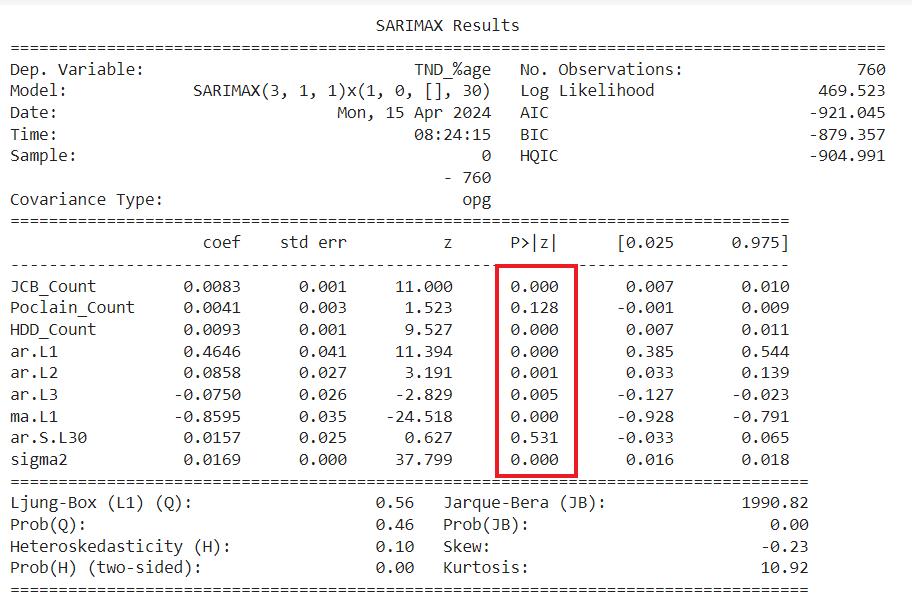 SARIMAX Results
==========================================================================================
Dep. Variable: TND_%age No. Observations: 760
Model: SARIMAX(3, 1, 1)x(1, 0, [], 30) Log Likelihood 469.523
Date: Mon, 15 Apr 2024 AIC -921.045
Time: 08:24:15 BIC -879.357
Sample: 0 HQIC -904.991
- 760
Covariance Type: opg
================================================================================
coef std err z P>|z| [0.025 0.975]
--------------------------------------------------------------------------------
JCB_Count 0.0083 0.001 11.000 0.000 0.007 0.010
Poclain_Count 0.0041 0.003 1.523 0.128 -0.001 0.009
HDD_Count 0.0093 0.001 9.527 0.000 0.007 0.011
ar.L1 0.4646 0.041 11.394 0.000 0.385 0.544
ar.L2 0.0858 0.027 3.191 0.001 0.033 0.139
ar.L3 -0.0750 0.026 -2.829 0.005 -0.127 -0.023
ma.L1 -0.8595 0.035 -24.518 0.000 -0.928 -0.791
ar.S.L30 0.0157 0.025 0.627 0.531 -0.033 0.065
sigma2 0.0169 0.000 37.799 0.000 0.016 0.018
==================================================================================
Ljung-Box (L1) (Q): 0.56 Jarque-Bera (JB): 1990.82
Prob(Q): 0.46 Prob(JB): 0.00
Heteroskedasticity (H): 0.10 Skew: -0.23
Prob(H) (two-sided): 0.00 Kurtosis: 10.92
==================================================================================